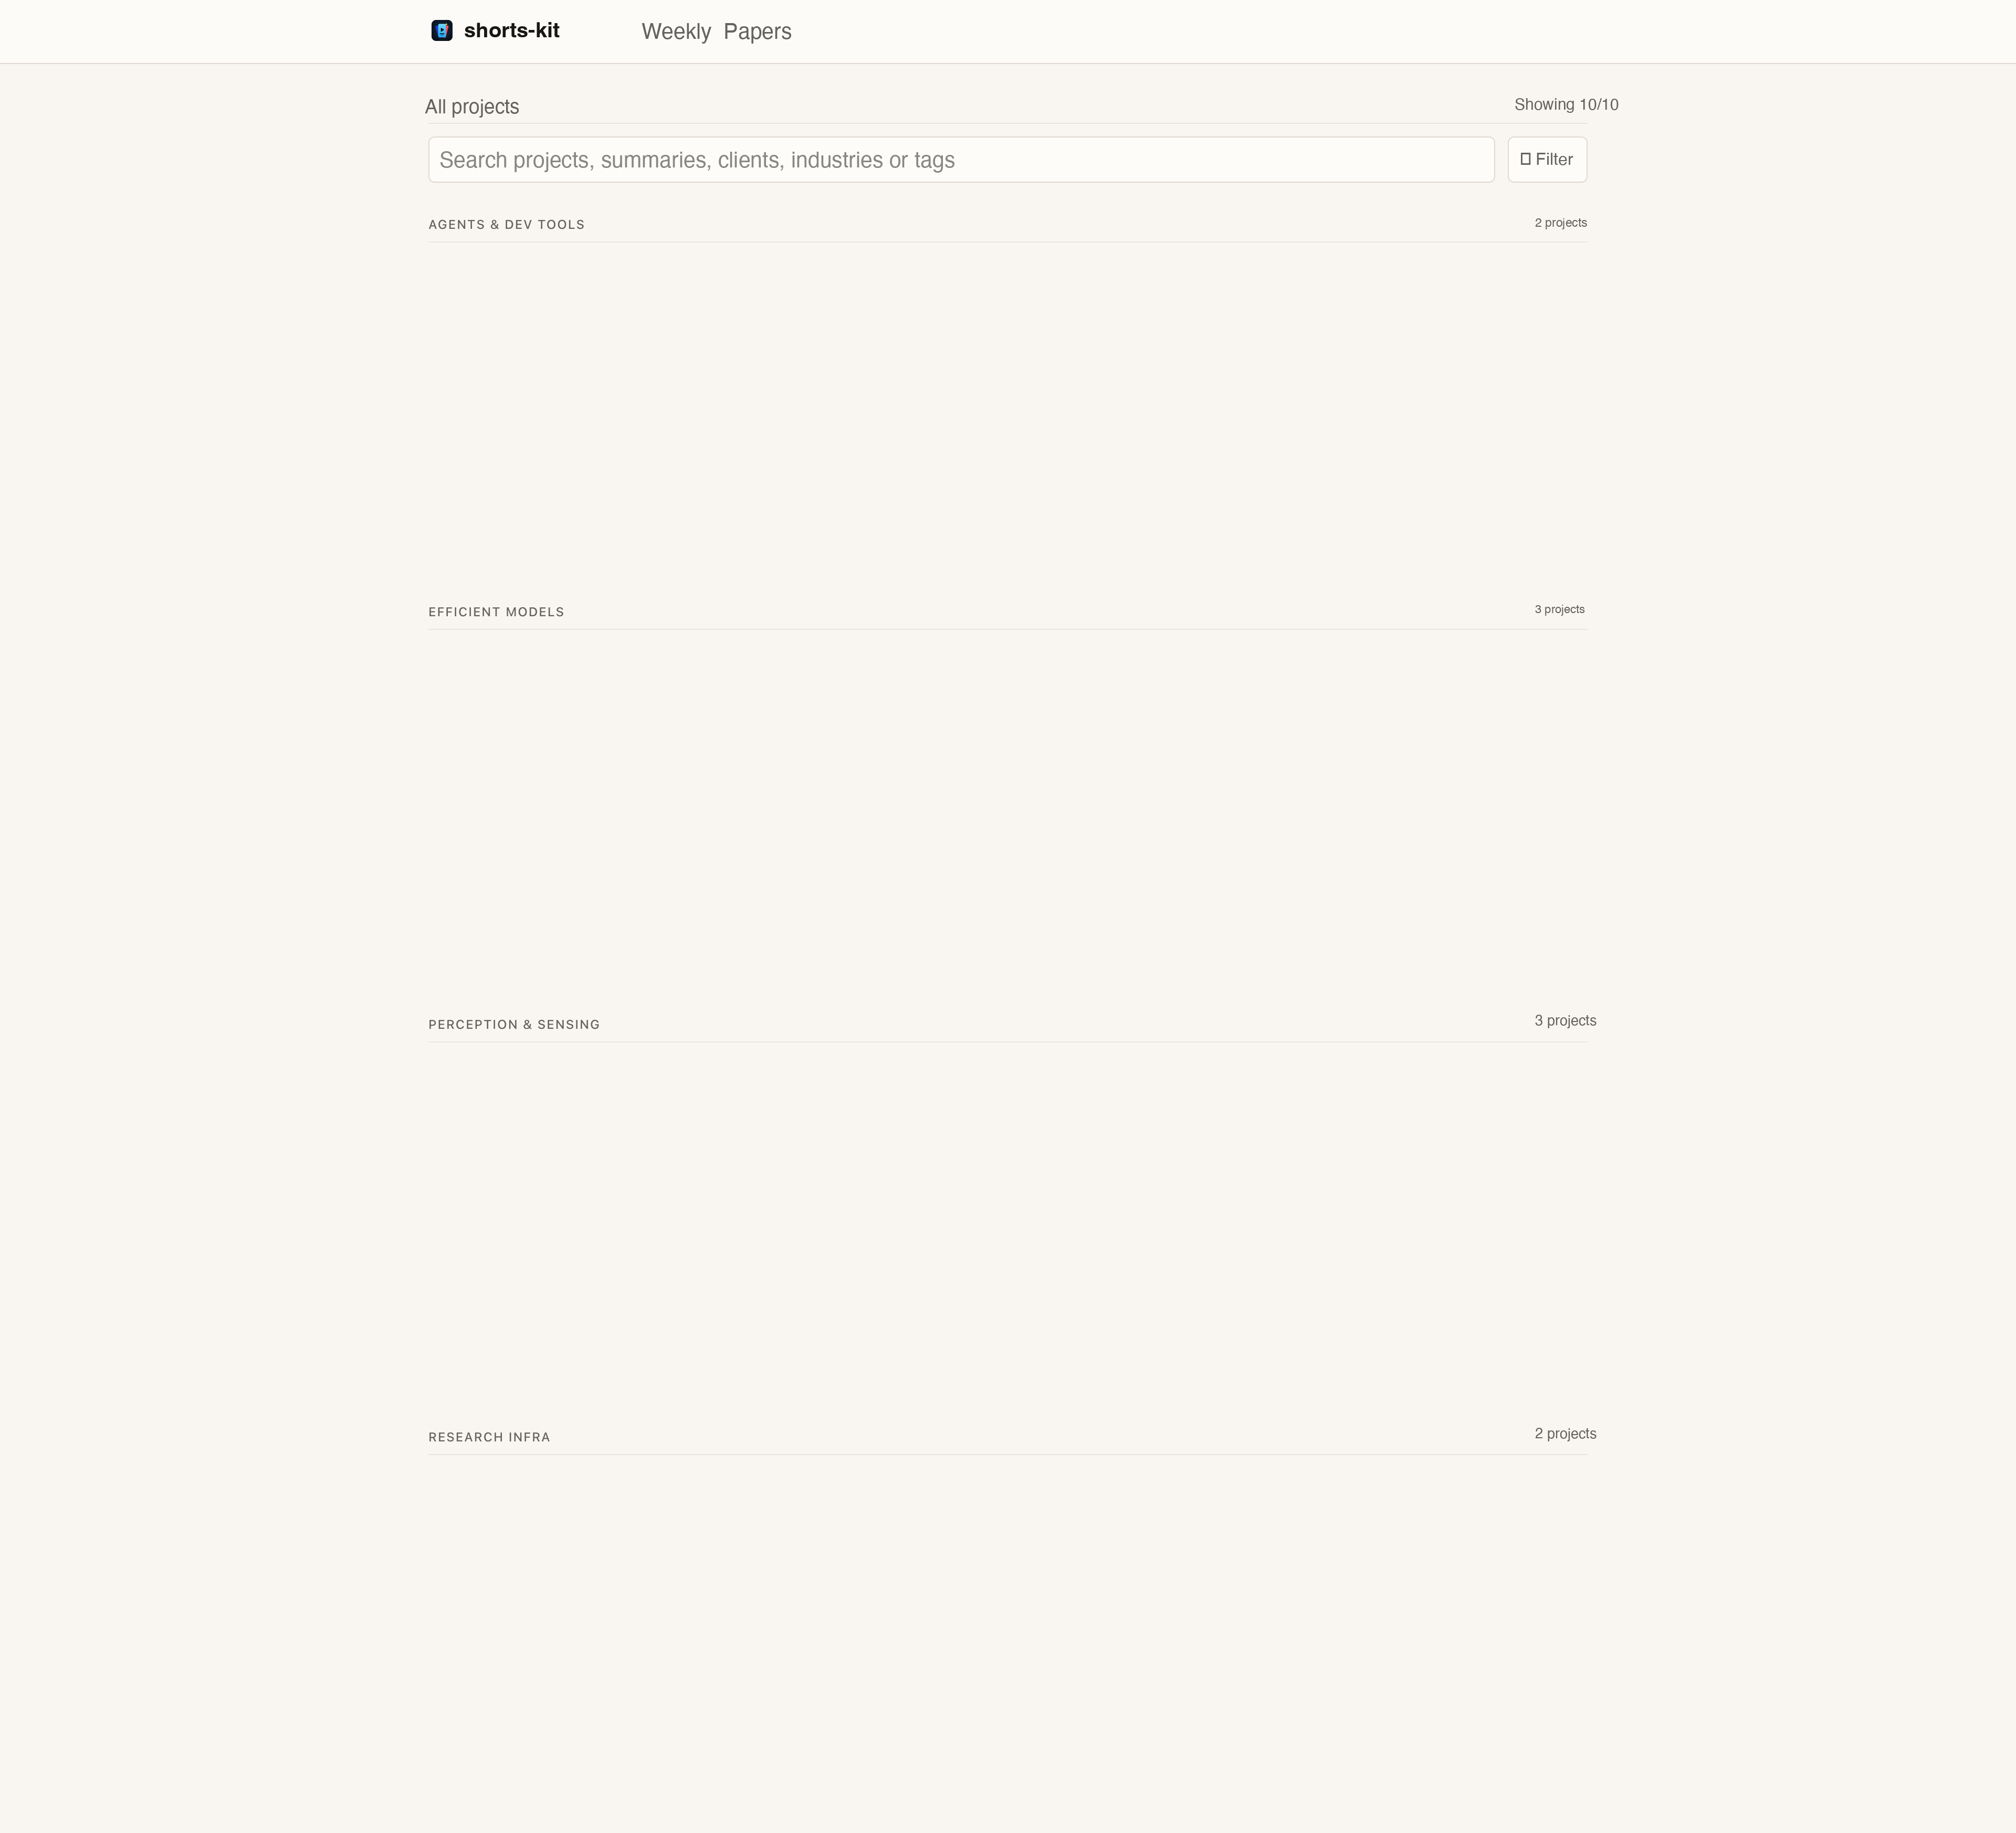 shorts-kit
Weekly Papers
All projects
Showing 10/10
Search projects, summaries, clients, industries or tags
Filter
AGENTS & DEV TOOLS
2 projects
EFFICIENT MODELS
3 projects
PERCEPTION & SENSING
3 projects
RESEARCH INFRA
2 projects